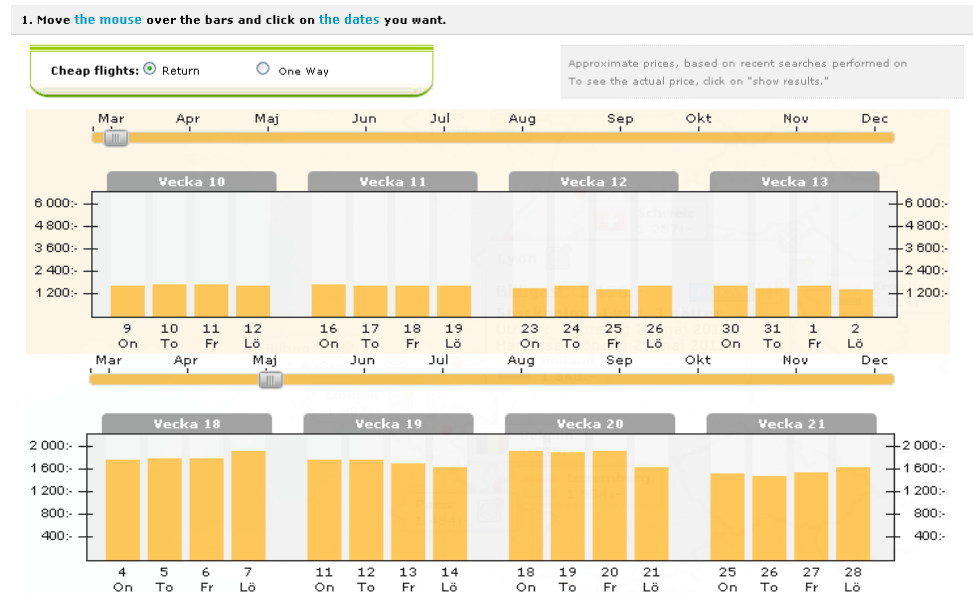 1. Move the mouse over the bars and click on the dates you want.
Cheap flights: Return One Way
Approximate prices, based on recent searches performed on
To see the actual price, click on "show results."
Mar Apr Maj Jun Jul Aug Sep Okt Nov Dec
Vecka 10 Vecka 11 Vecka 12 Vecka 13
6 000:- 6 000:-
4 800:- 4 800:-
3 600:- 3 600:-
2 400:- 2 400:-
1 200:- 1 200:-
9 10 11 12 16 17 18 19 23 24 25 26 30 31 1 2
On To Fr Lö On To Fr Lö On To Fr Lö On To Fr Lö
Mar Apr Maj Jun Jul Aug Sep Okt Nov Dec
Vecka 18 Vecka 19 Vecka 20 Vecka 21
2 000:- 2 000:-
1 600:- 1 600:-
1 200:- 1 200:-
800:- 800:-
400:- 400:-
4 5 6 7 11 12 13 14 18 19 20 21 25 26 27 28
On To Fr Lö On To Fr Lö On To Fr Lö On To Fr Lö